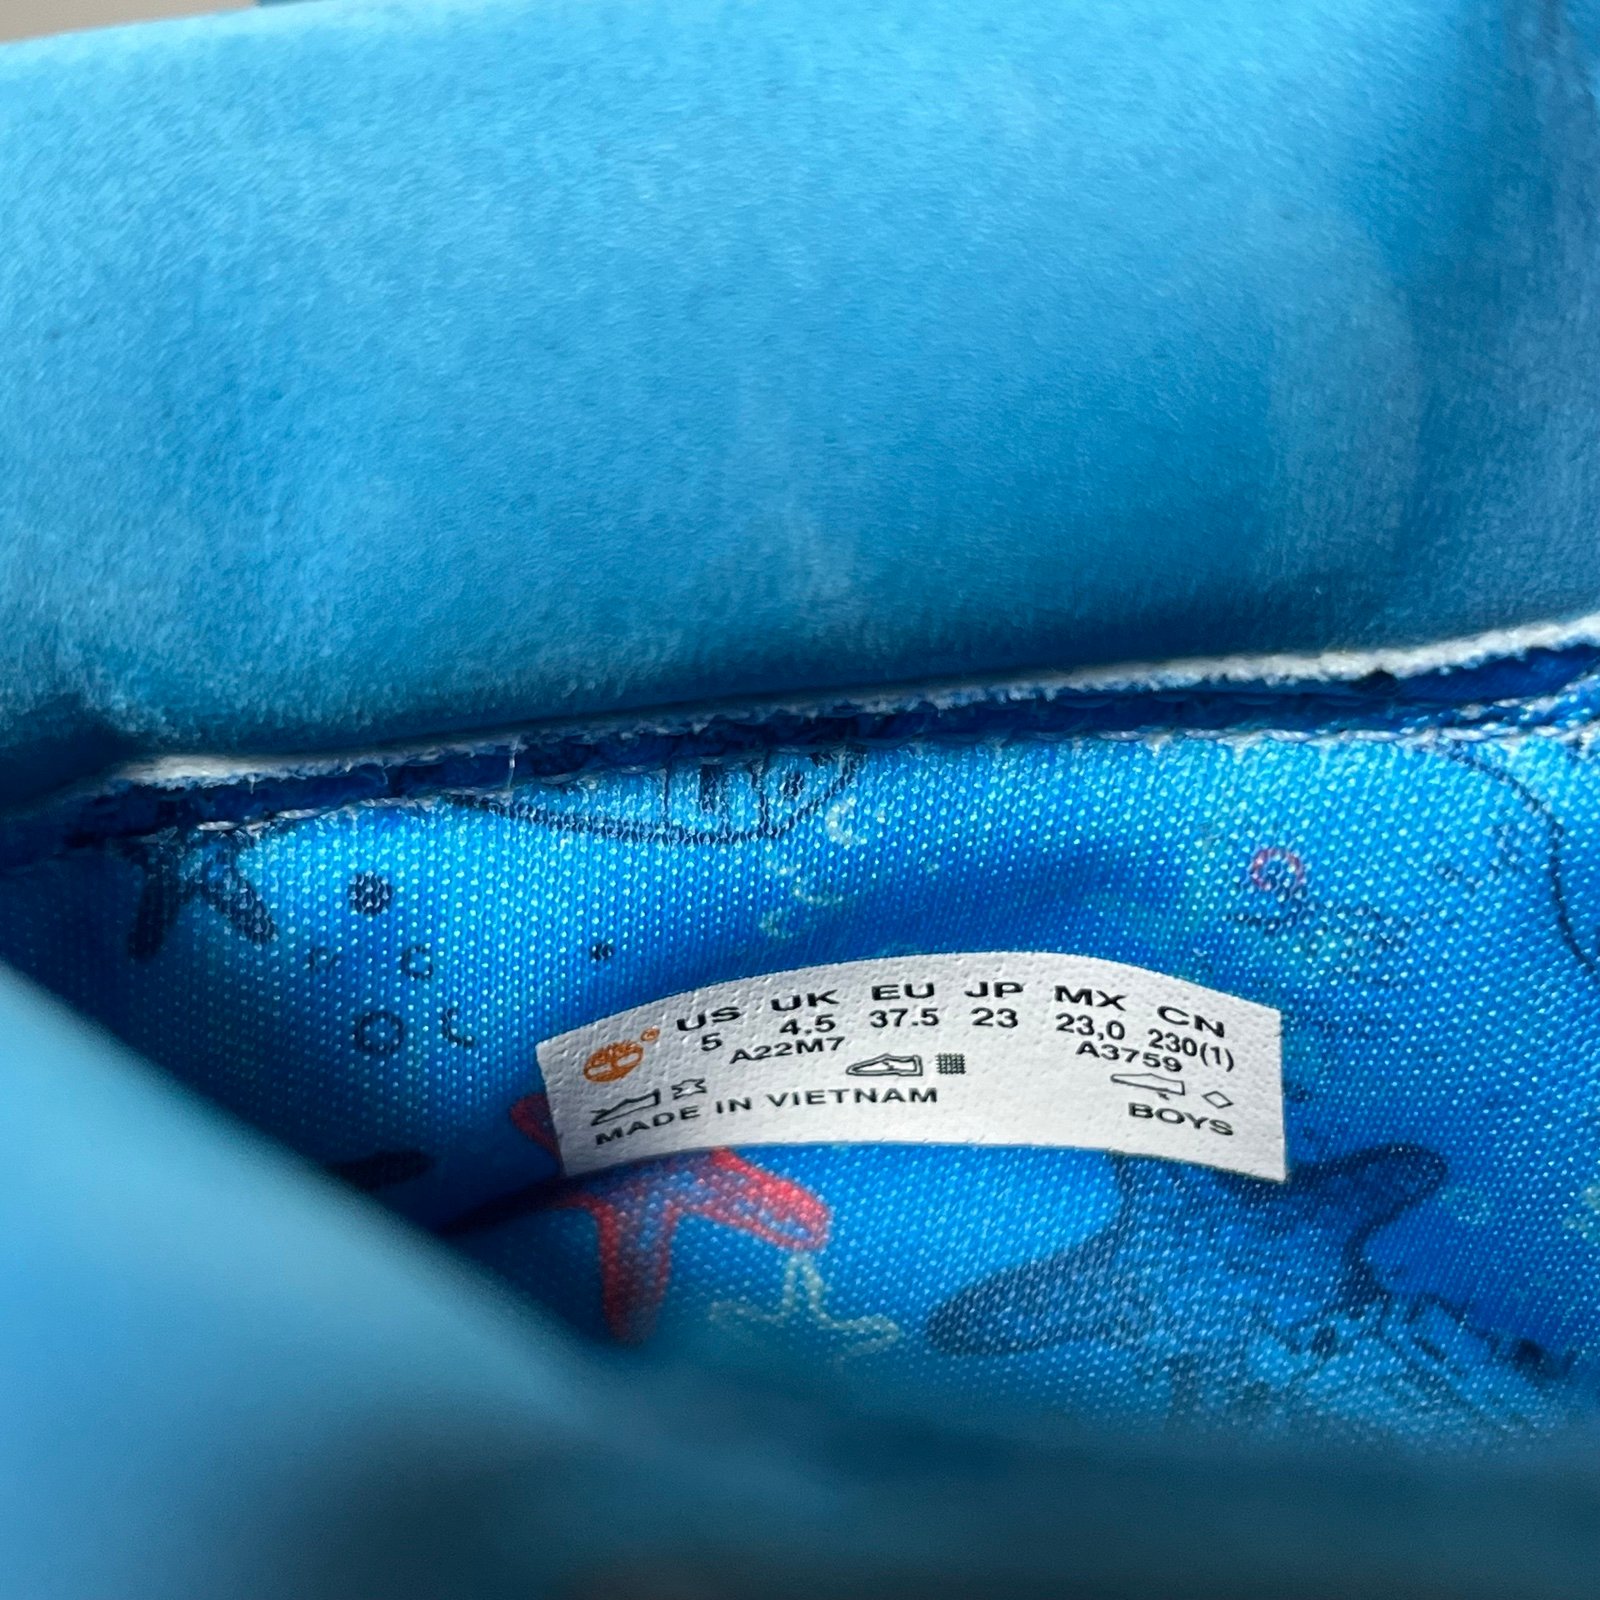 US UK EU JP MX CN
5 4.5 37.5 23 23,0 230(1)
A22M7 A3759
MADE IN VIETNAM BOYS